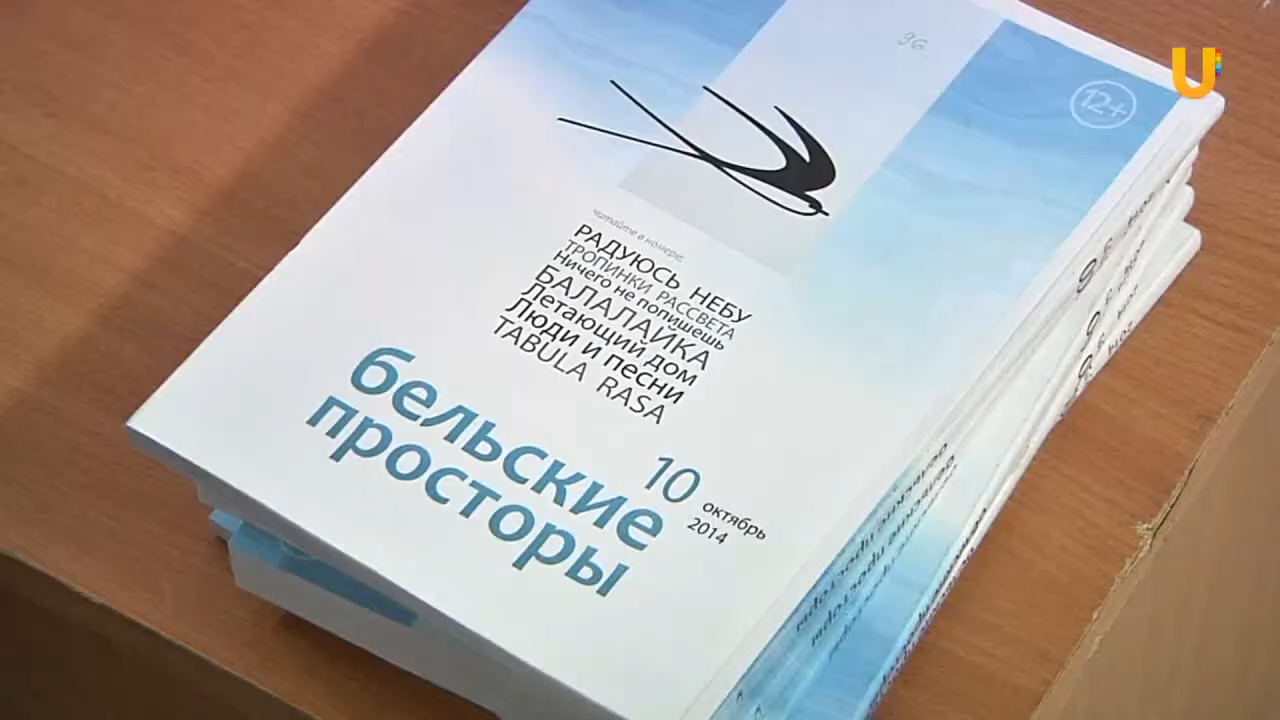 96
U
12+
читайте в номере:
РАДУЮСЬ НЕБУ
ТРОПИНКИ РАССВЕТА
Ничего не попишешь
БАЛАЛАЙКА
Летающий дом
Люди и песни
TABULA RASA
бельские
просторы
10
октябрь
2014